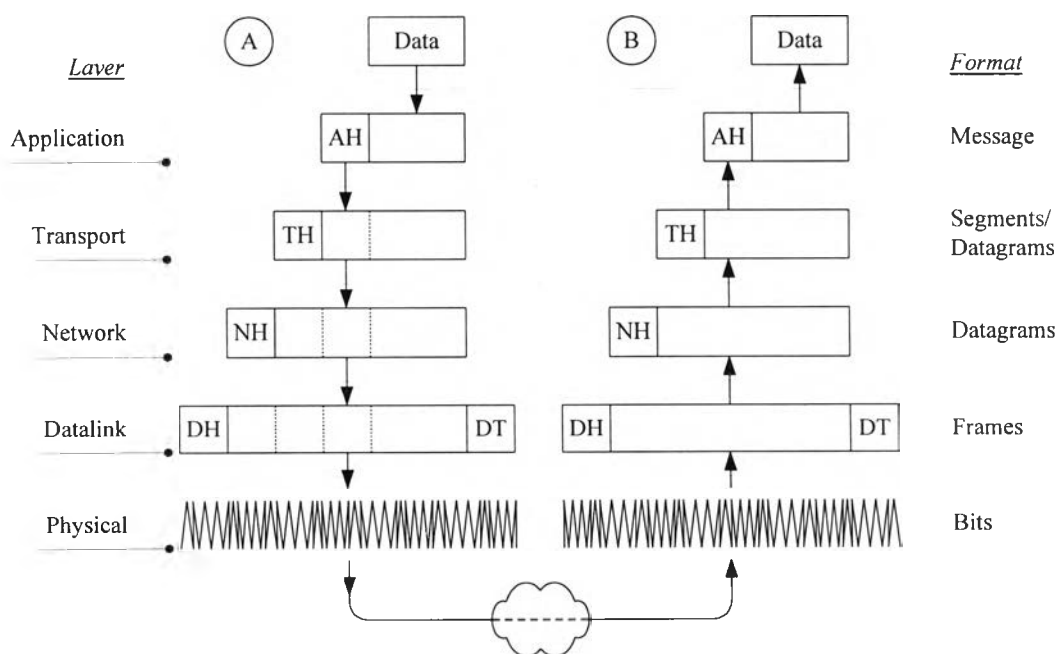 A
Data
B
Data
Laver
Format
Application
AH
AH
Message
Transport
TH
TH
Segments/
Datagrams
Network
NH
NH
Datagrams
Datalink
DH
DT
DH
DT
Frames
Physical
Bits